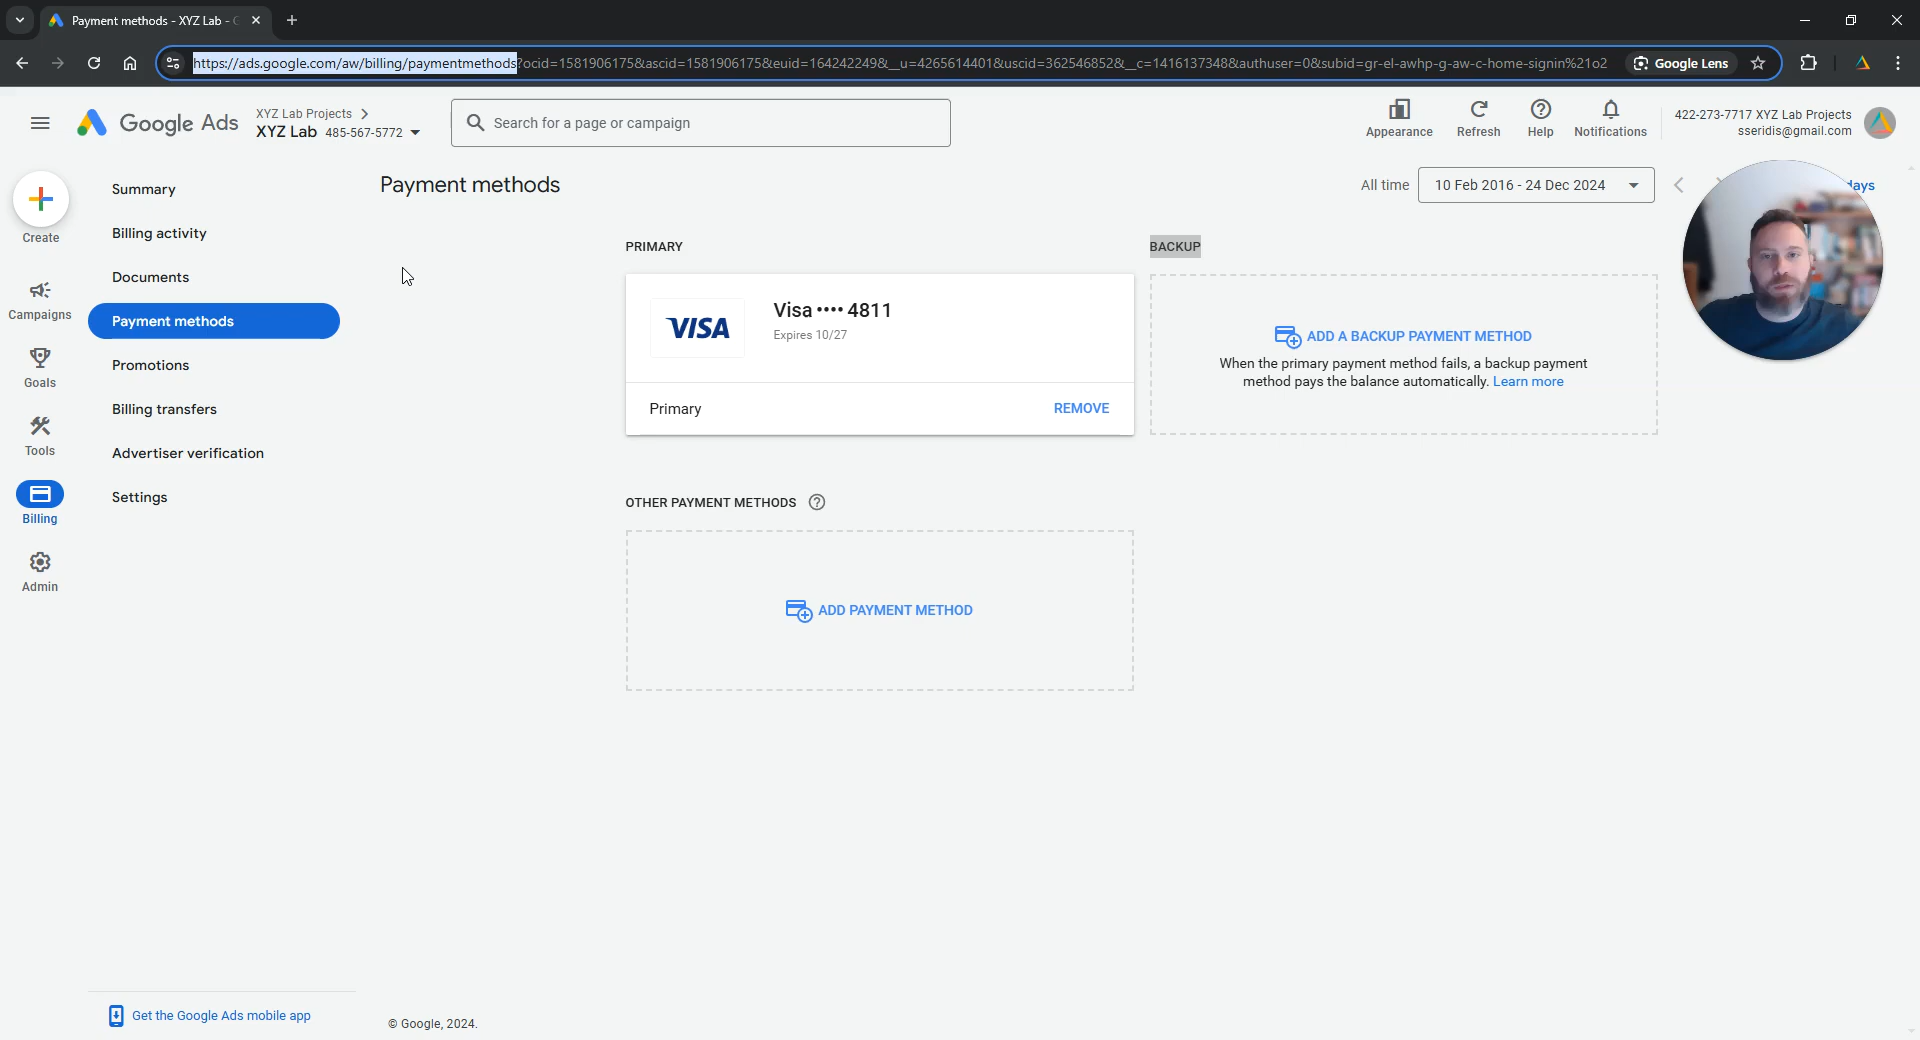 Payment methods - XYZ Lab -
https://ads.google.com/aw/billing/paymentmethods?ocid=1581906175&ascid=1581906175&euid=164242249&__u=4265614401&uscid=362546852&__c=1416137348&authuser=0&subid=gr-el-awhp-g-aw-c-home-signin%21o2
Google Lens
Google Ads
XYZ Lab Projects
XYZ Lab 485-567-5772
Search for a page or campaign
Appearance
Refresh
Help
Notifications
422-273-7717 XYZ Lab Projects
sseridis@gmail.com
Create
Campaigns
Goals
Tools
Billing
Admin
Summary
Billing activity
Documents
Payment methods
Promotions
Billing transfers
Advertiser verification
Settings
Get the Google Ads mobile app
Payment methods
All time
10 Feb 2016 - 24 Dec 2024
PRIMARY
VISA
Visa •••• 4811
Expires 10/27
Primary
REMOVE
BACKUP
ADD A BACKUP PAYMENT METHOD
When the primary payment method fails, a backup payment
method pays the balance automatically. Learn more
OTHER PAYMENT METHODS
ADD PAYMENT METHOD
© Google, 2024.